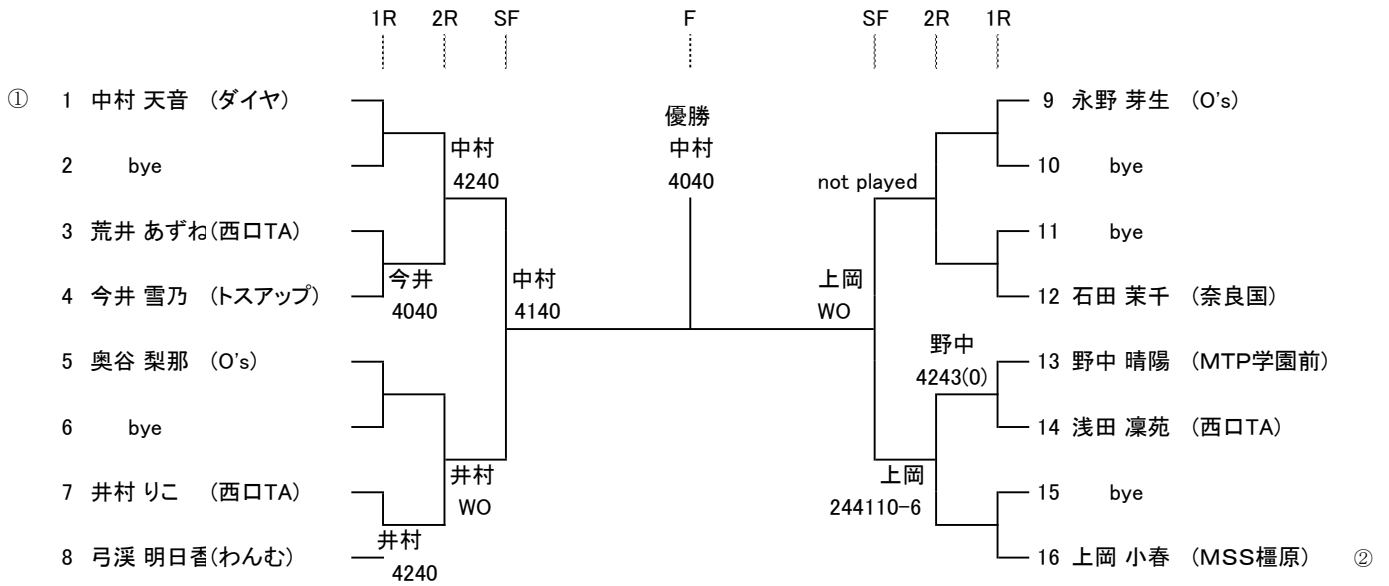 1R 2R SF F SF 2R 1R
① 1 中村 天音 (ダイヤ)
2 bye
3 荒井 あずね(西口TA)
4 今井 雪乃 (トスアップ)
5 奥谷 梨那 (O's)
6 bye
7 井村 りこ (西口TA)
8 弓渓 明日香(わんむ)
今井
4040
井村
4240
中村
4240
井村
WO
中村
4140
優勝
中村
4040
上岡
WO
not played
上岡
244110-6
野中
4243(0)
9 永野 芽生 (O's)
10 bye
11 bye
12 石田 茉千 (奈良国)
13 野中 晴陽 (MTP学園前)
14 浅田 凜苑 (西口TA)
15 bye
16 上岡 小春 (MSS橿原) ②